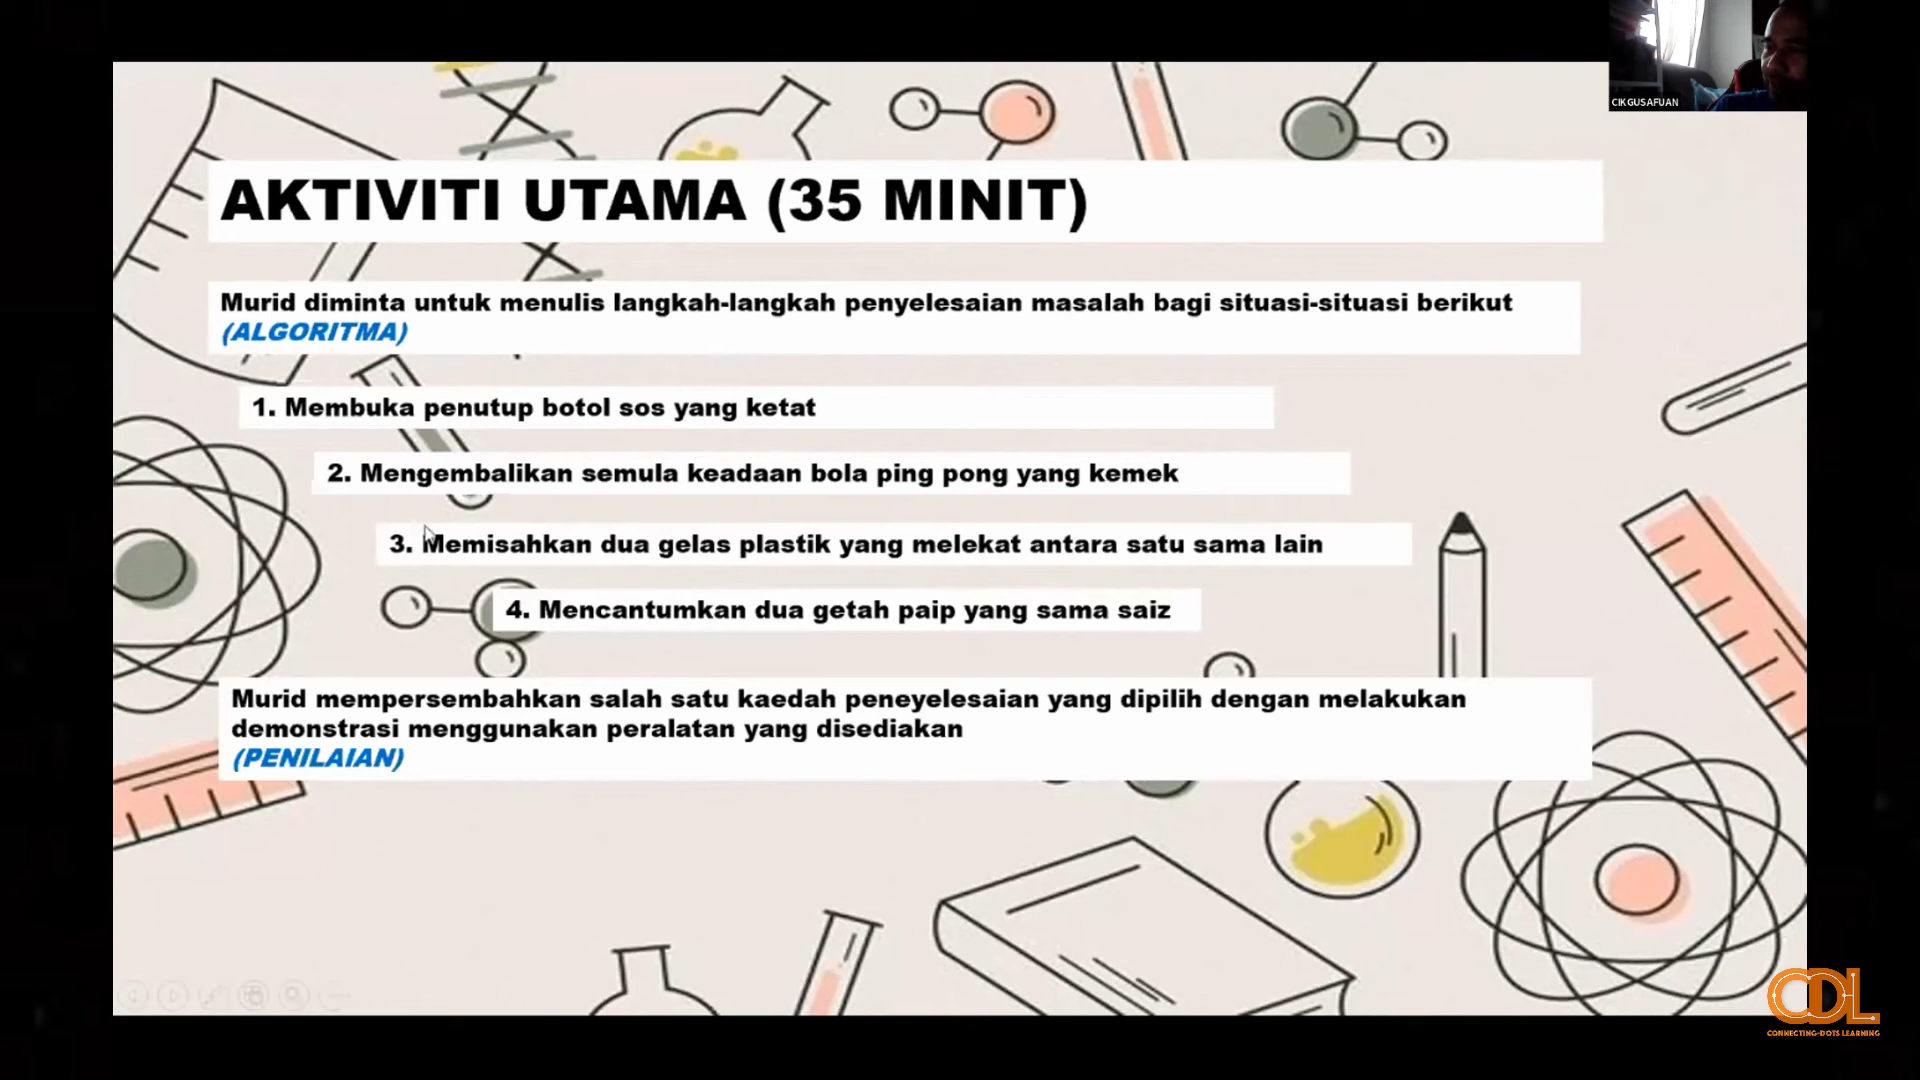 CIKGUSAFUAN
AKTIVITI UTAMA (35 MINIT)
Murid diminta untuk menulis langkah-langkah penyelesaian masalah bagi situasi-situasi berikut
(ALGORITMA)
1. Membuka penutup botol sos yang ketat
2. Mengembalikan semula keadaan bola ping pong yang kemek
3. Memisahkan dua gelas plastik yang melekat antara satu sama lain
4. Mencantumkan dua getah paip yang sama saiz
Murid mempersembahkan salah satu kaedah peneyelesaian yang dipilih dengan melakukan
demonstrasi menggunakan peralatan yang disediakan
(PENILAIAN)
CDL
CONNECTING-DOTS LEARNING